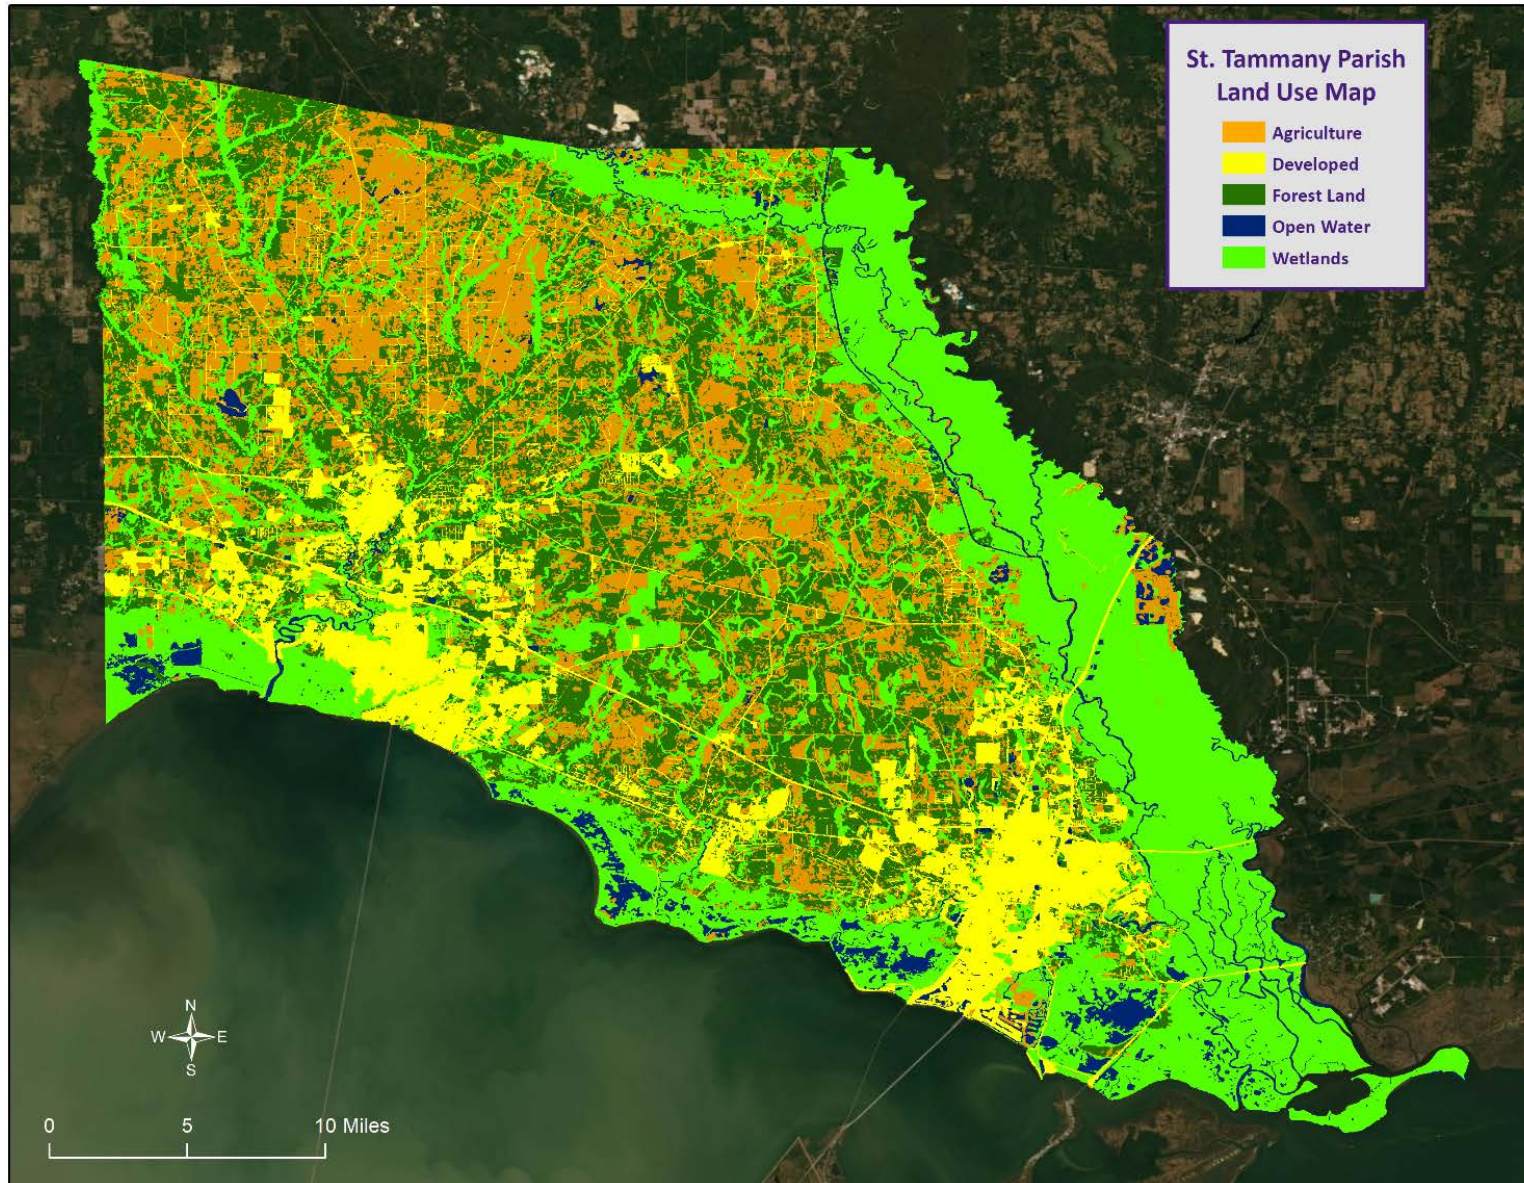 St. Tammany Parish
Land Use Map
Agriculture
Developed
Forest Land
Open Water
Wetlands
N
W E
S
0 5 10 Miles